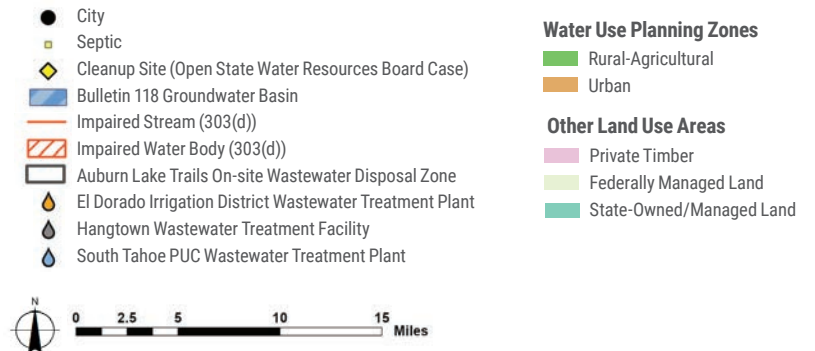 City
Septic
Cleanup Site (Open State Water Resources Board Case)
Bulletin 118 Groundwater Basin
Impaired Stream (303(d))
Impaired Water Body (303(d))
Auburn Lake Trails On-site Wastewater Disposal Zone
El Dorado Irrigation District Wastewater Treatment Plant
Hangtown Wastewater Treatment Facility
South Tahoe PUC Wastewater Treatment Plant
Water Use Planning Zones
Rural-Agricultural
Urban
Other Land Use Areas
Private Timber
Federally Managed Land
State-Owned/Managed Land
N
0 2.5 5 10 15
Miles